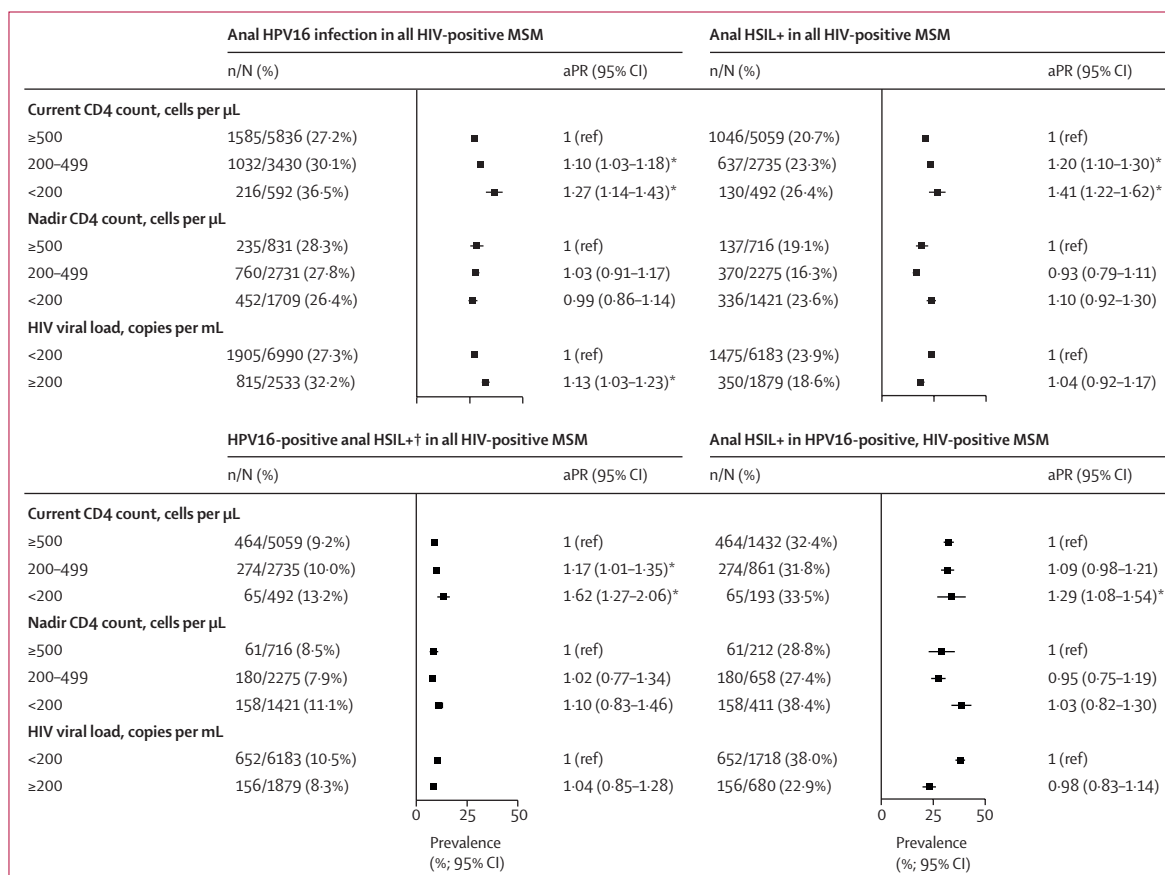 Anal HPV16 infection in all HIV-positive MSM Anal HSIL+ in all HIV-positive MSM
n/N (%) aPR (95% CI) n/N (%) aPR (95% CI)
Current CD4 count, cells per µL
≥500 1585/5836 (27·2%) 1 (ref) 1046/5059 (20·7%) 1 (ref)
200–499 1032/3430 (30·1%) 1·10 (1·03–1·18)* 637/2735 (23·3%) 1·20 (1·10–1·30)*
<200 216/592 (36·5%) 1·27 (1·14–1·43)* 130/492 (26·4%) 1·41 (1·22–1·62)*
Nadir CD4 count, cells per µL
≥500 235/831 (28·3%) 1 (ref) 137/716 (19·1%) 1 (ref)
200–499 760/2731 (27·8%) 1·03 (0·91–1·17) 370/2275 (16·3%) 0·93 (0·79–1·11)
<200 452/1709 (26·4%) 0·99 (0·86–1·14) 336/1421 (23·6%) 1·10 (0·92–1·30)
HIV viral load, copies per mL
<200 1905/6990 (27·3%) 1 (ref) 1475/6183 (23·9%) 1 (ref)
≥200 815/2533 (32·2%) 1·13 (1·03–1·23)* 350/1879 (18·6%) 1·04 (0·92–1·17)
HPV16-positive anal HSIL+† in all HIV-positive MSM Anal HSIL+ in HPV16-positive, HIV-positive MSM
n/N (%) aPR (95% CI) n/N (%) aPR (95% CI)
Current CD4 count, cells per µL
≥500 464/5059 (9·2%) 1 (ref) 464/1432 (32·4%) 1 (ref)
200–499 274/2735 (10·0%) 1·17 (1·01–1·35)* 274/861 (31·8%) 1·09 (0·98–1·21)
<200 65/492 (13·2%) 1·62 (1·27–2·06)* 65/193 (33·5%) 1·29 (1·08–1·54)*
Nadir CD4 count, cells per µL
≥500 61/716 (8·5%) 1 (ref) 61/212 (28·8%) 1 (ref)
200–499 180/2275 (7·9%) 1·02 (0·77–1·34) 180/658 (27·4%) 0·95 (0·75–1·19)
<200 158/1421 (11·1%) 1·10 (0·83–1·46) 158/411 (38·4%) 1·03 (0·82–1·30)
HIV viral load, copies per mL
<200 652/6183 (10·5%) 1 (ref) 652/1718 (38·0%) 1 (ref)
≥200 156/1879 (8·3%) 1·04 (0·85–1·28) 156/680 (22·9%) 0·98 (0·83–1·14)
0 25 50 0 25 50
Prevalence Prevalence
(%; 95% CI) (%; 95% CI)